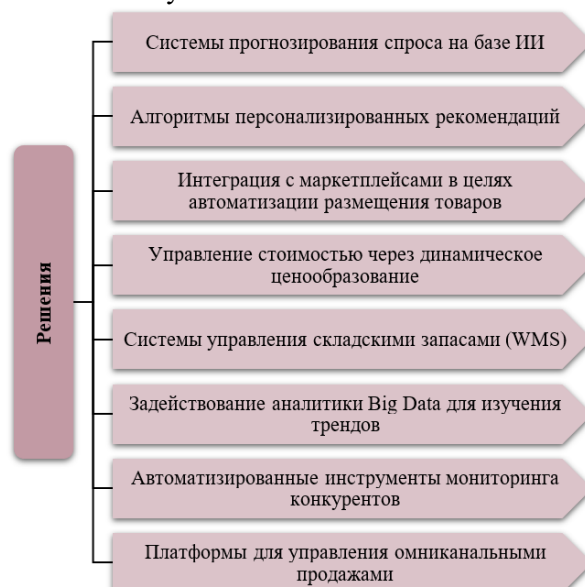 Решения
Системы прогнозирования спроса на базе ИИ
Алгоритмы персонализированных рекомендаций
Интеграция с маркетплейсами в целях
автоматизации размещения товаров
Управление стоимостью через динамическое
ценообразование
Системы управления складскими запасами (WMS)
Задействование аналитики Big Data для изучения
трендов
Автоматизированные инструменты мониторинга
конкурентов
Платформы для управления омниканальными
продажами